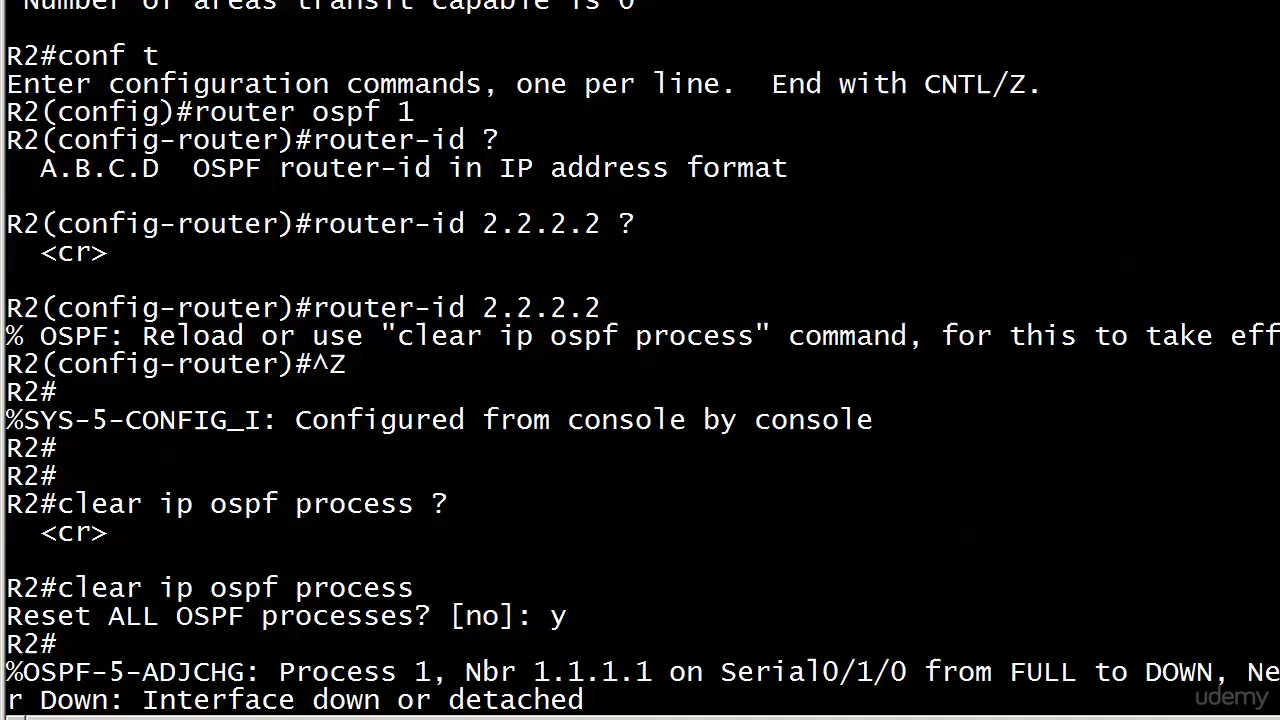 Number of areas transit capable is 0
R2#conf t
Enter configuration commands, one per line.  End with CNTL/Z.
R2(config)#router ospf 1
R2(config-router)#router-id ?
  A.B.C.D  OSPF router-id in IP address format
R2(config-router)#router-id 2.2.2.2 ?
  <cr>
R2(config-router)#router-id 2.2.2.2
% OSPF: Reload or use "clear ip ospf process" command, for this to take eff
R2(config-router)#^Z
R2#
%SYS-5-CONFIG_I: Configured from console by console
R2#
R2#
R2#clear ip ospf process ?
  <cr>
R2#clear ip ospf process
Reset ALL OSPF processes? [no]: y
R2#
%OSPF-5-ADJCHG: Process 1, Nbr 1.1.1.1 on Serial0/1/0 from FULL to DOWN, Ne
r Down: Interface down or detached
udemy